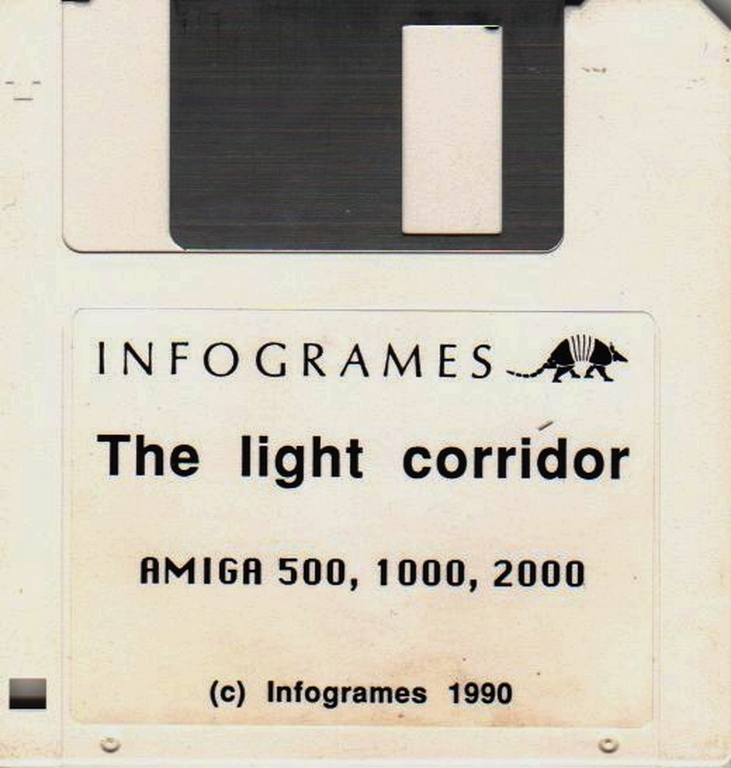 INFOGRAMES
The light corridor
AMIGA 500, 1000, 2000
(c) Infogrames 1990